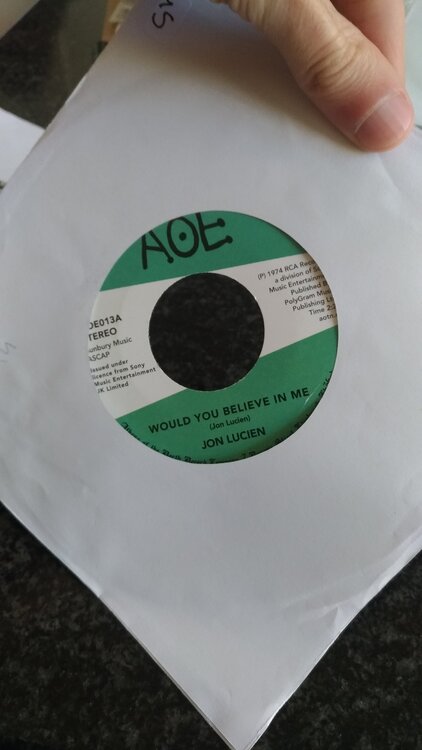 AOE
OE013A
TEREO
unbury Music
ASCAP
Issued under
licence from Sony
Music Entertainment
UK Limited
(P) 1974 RCA Reco
a division of S
Music Entertainm
Published B
PolyGram Mus
Publishing L
Time 2:
aotn
WOULD YOU BELIEVE IN ME
(Jon Lucien)
JON LUCIEN